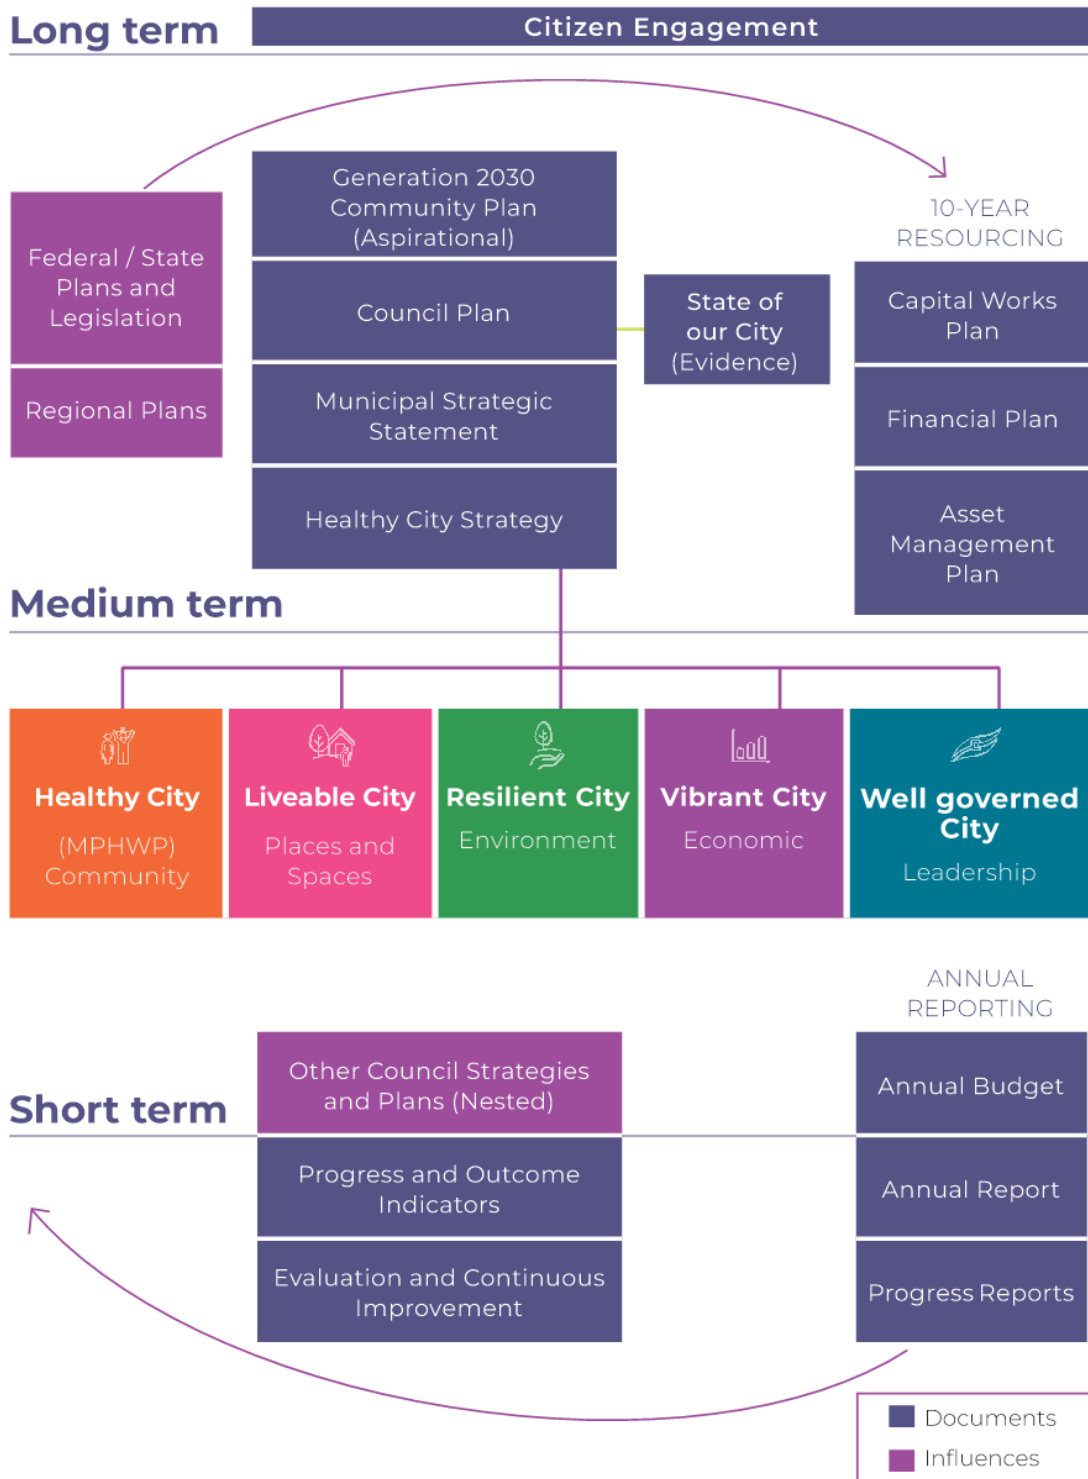 Long term
Citizen Engagement
Federal / State
Plans and
Legislation
Regional Plans
Generation 2030
Community Plan
(Aspirational)
Council Plan
Municipal Strategic
Statement
Healthy City Strategy
State of
our City
(Evidence)
10-YEAR
RESOURCING
Capital Works
Plan
Financial Plan
Asset
Management
Plan
Medium term
Healthy City
(MPHWP)
Community
Liveable City
Places and
Spaces
Resilient City
Environment
Vibrant City
Economic
Well governed
City
Leadership
Short term
Other Council Strategies
and Plans (Nested)
Progress and Outcome
Indicators
Evaluation and Continuous
Improvement
ANNUAL
REPORTING
Annual Budget
Annual Report
Progress Reports
Documents
Influences